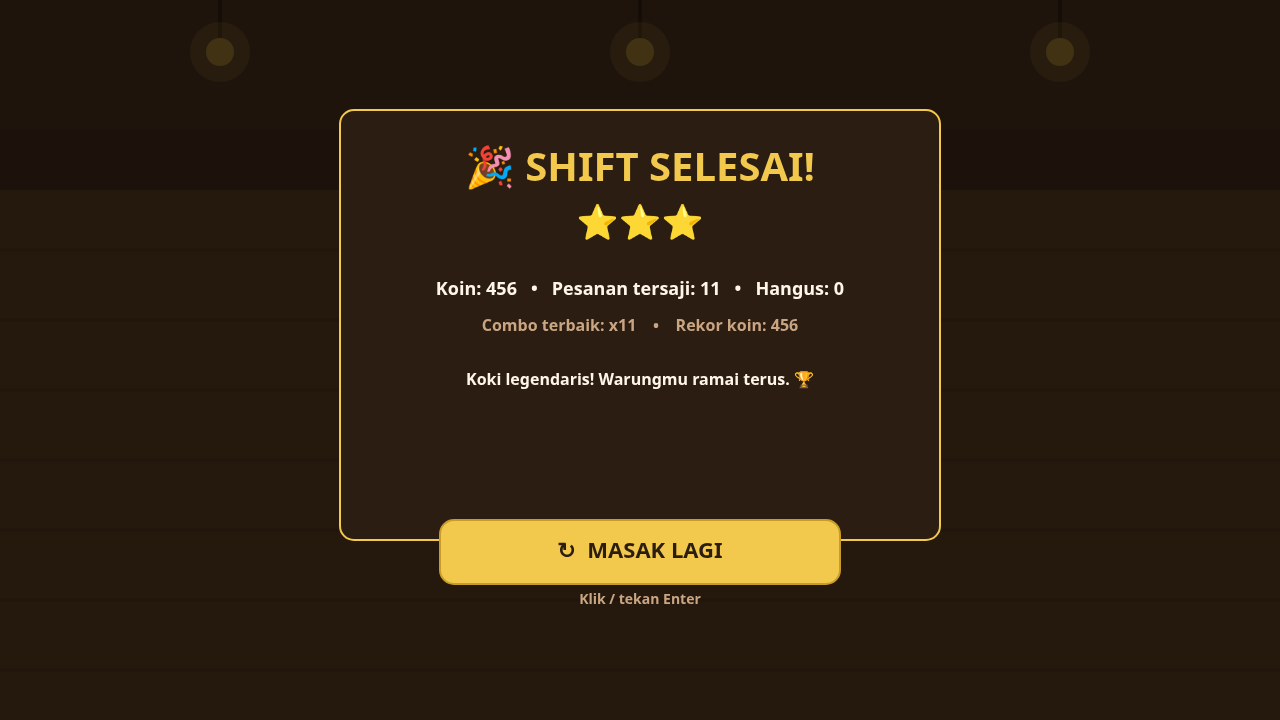 🎉 SHIFT SELESAI!
⭐⭐⭐
Koin: 456 • Pesanan tersaji: 11 • Hangus: 0
Combo terbaik: x11 • Rekor koin: 456
Koki legendaris! Warungmu ramai terus. 🏆
↻ MASAK LAGI
Klik / tekan Enter